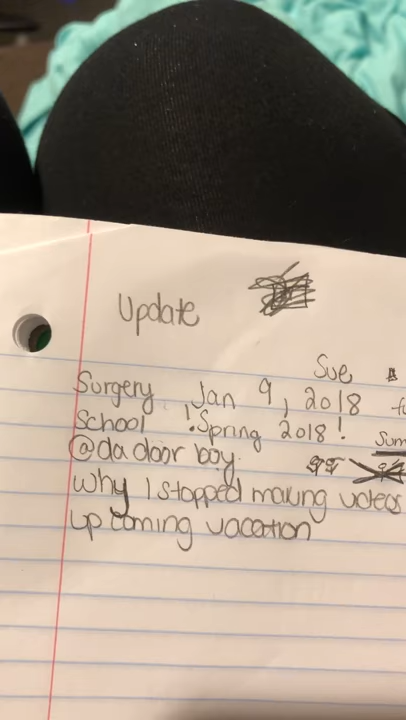 Update
Sue
Surgery Jan 9, 2018
School !Spring 2018!
@da door boy
why I stopped making videos
up coming vacation